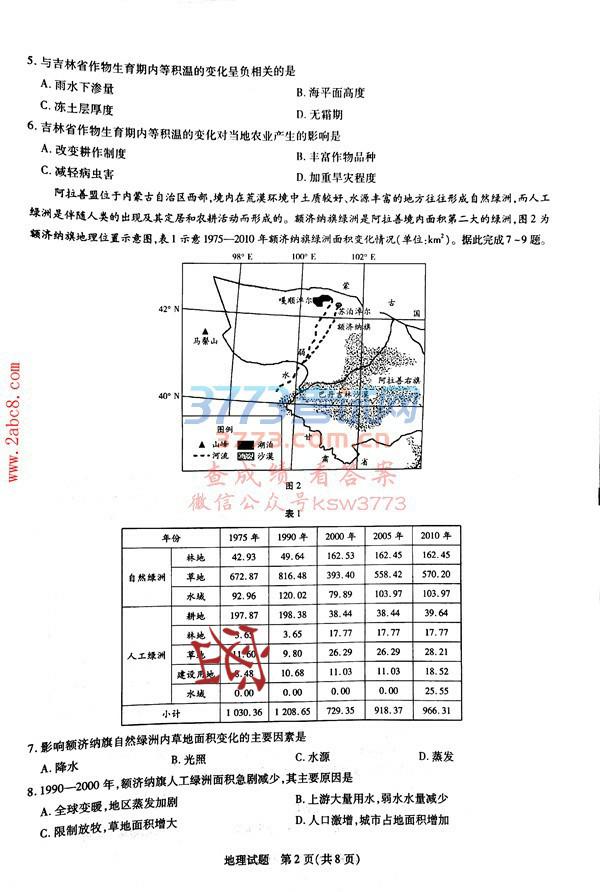 5. 与吉林省作物生育期内等积温的变化呈负相关的是
A. 雨水下渗量
B. 海平面高度
C. 冻土层厚度
D. 无霜期
6. 吉林省作物生育期内等积温的变化对当地农业产生的影响是
A. 改变耕作制度
B. 丰富作物品种
C. 减轻病虫害
D. 加重旱灾程度
阿拉善盟位于内蒙古自治区西部,境内在荒漠环境中土质较好、水源丰富的地方往往形成自然绿洲,而人工
绿洲是伴随人类的出现及其定居和农耕活动而形成的。额济纳旗绿洲是阿拉善境内面积第二大的绿洲,图2为
额济纳旗地理位置示意图,表1示意1975—2010年额济纳旗绿洲面积变化情况(单位:km²)。据此完成7~9题。
98° E 100° E 102° E
42° N
40° N
蒙
古
国
嘎顺淖尔
苏泊淖尔
额济纳旗
马鬃山
弱
水
阿拉善右旗
巴丹吉林
甘
肃
省
图例
山峰 湖泊
河流 沙漠
3773考试网
3773.com.cn
查成绩 看答案
微信公众号ksw3773
www.2abc8.com
图2
表1
年份 1975年 1990年 2000年 2005年 2010年
自然绿洲 林地 42.93 49.64 162.53 162.45 162.45
草地 672.87 816.48 393.40 558.42 570.20
水域 92.96 120.02 79.89 103.97 103.97
人工绿洲 耕地 197.87 198.38 38.44 38.44 39.64
林地 3.65 3.65 17.77 17.77 17.77
草地 11.60 9.80 26.29 26.29 28.21
建设用地 8.48 10.68 11.03 11.03 18.52
水域 0.00 0.00 0.00 0.00 25.55
小计 1 030.36 1 208.65 729.35 918.37 966.31
7. 影响额济纳旗自然绿洲内草地面积变化的主要因素是
A. 降水 B. 光照 C. 水源 D. 蒸发
8. 1990—2000年,额济纳旗人工绿洲面积急剧减少,其主要原因是
A. 全球变暖,地区蒸发加剧
B. 上游大量用水,弱水水量减少
C. 限制放牧,草地面积增大
D. 人口激增,城市占地面积增加
地理试题 第2页(共8页)